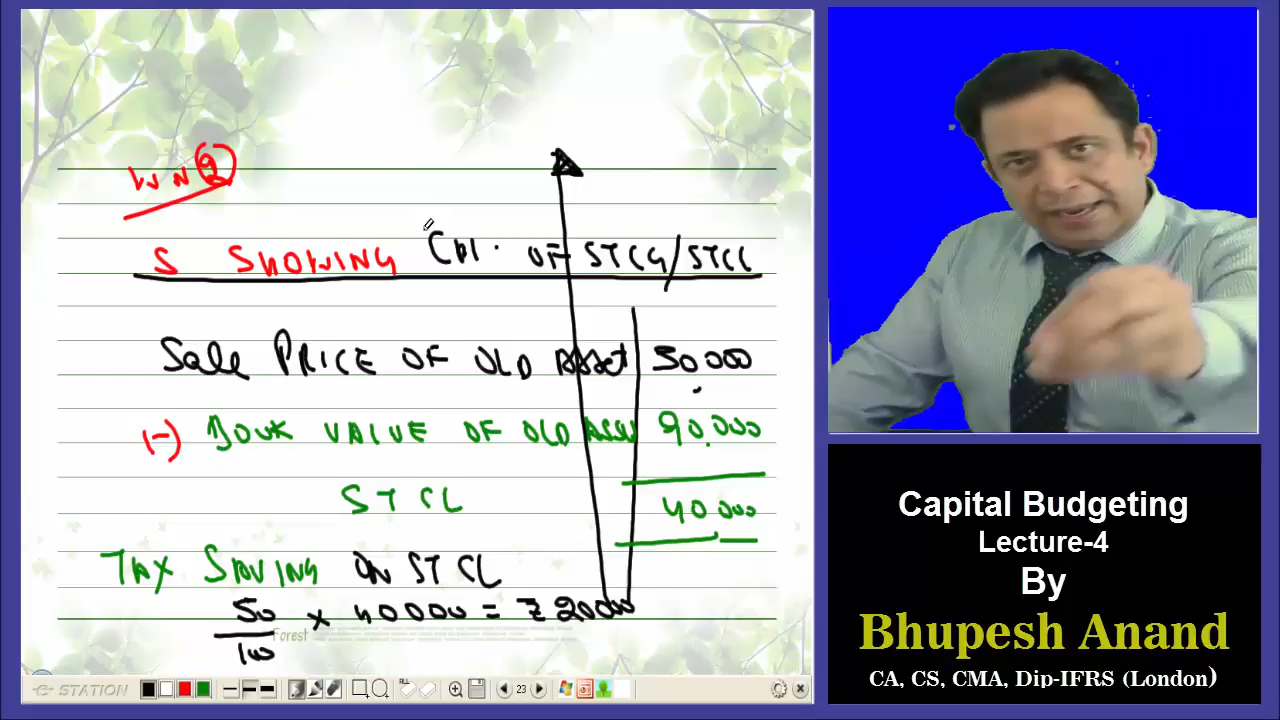 WN (2)
S SHOWING Cal. OF STCG/STCL
Sale PRICE OF OLD Asset 50,000
(-) Book VALUE OF OLD Asset 90,000
STCL 40,000
TAX SAVING ON STCL
50/100 × 40000 = ₹ 20000
Forest
STATION
23
Capital Budgeting
Lecture-4
By
Bhupesh Anand
CA, CS, CMA, Dip-IFRS (London)